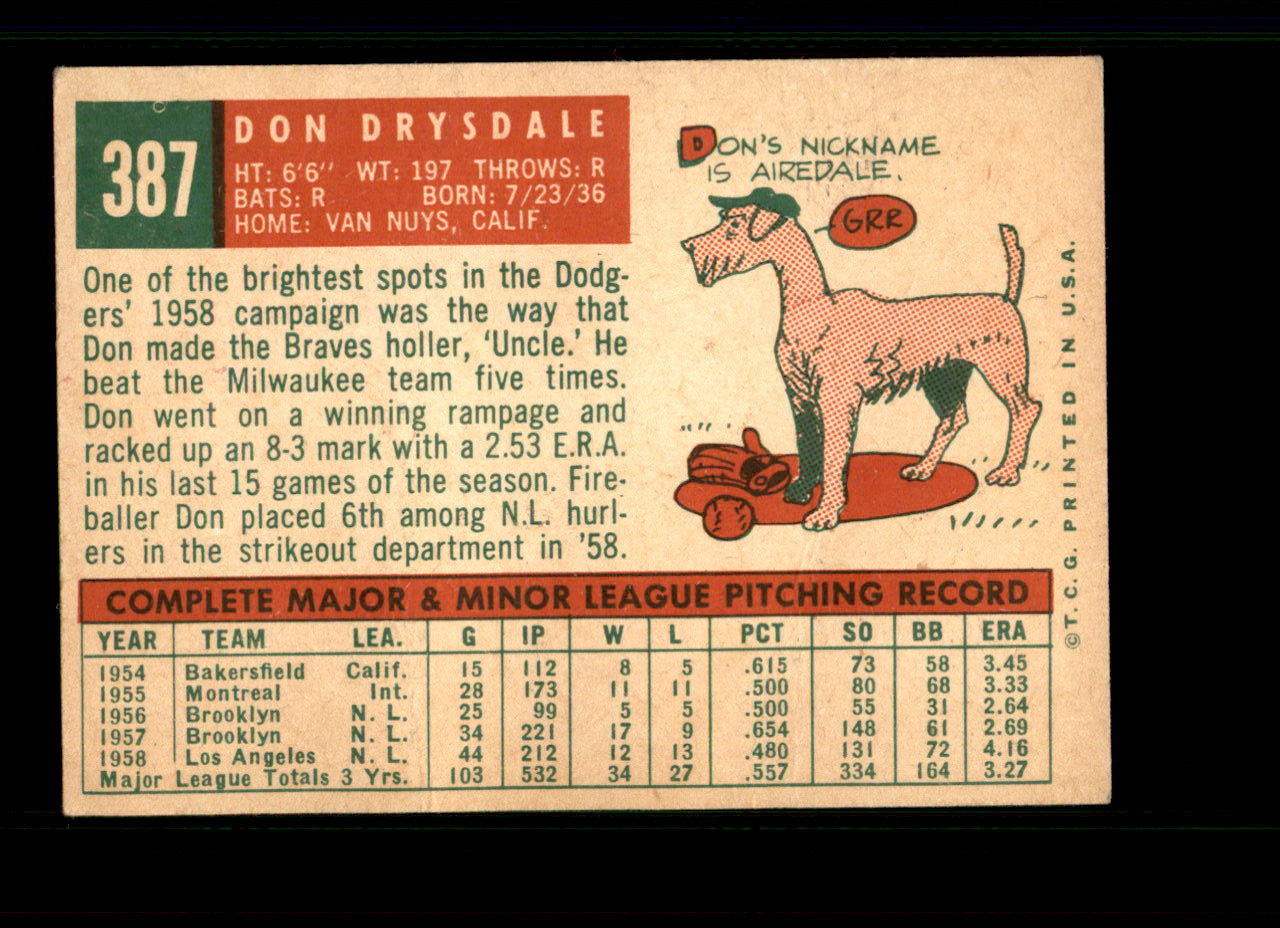 387
DON DRYSDALE
HT: 6'6" WT: 197 THROWS: R
BATS: R BORN: 7/23/36
HOME: VAN NUYS, CALIF.
One of the brightest spots in the Dodg-
ers' 1958 campaign was the way that
Don made the Braves holler, 'Uncle.' He
beat the Milwaukee team five times.
Don went on a winning rampage and
racked up an 8-3 mark with a 2.53 E.R.A.
in his last 15 games of the season. Fire-
baller Don placed 6th among N.L. hurl-
ers in the strikeout department in '58.
DON'S NICKNAME
IS AIREDALE.
GRR
©T. C. G. PRINTED IN U.S.A.
COMPLETE MAJOR & MINOR LEAGUE PITCHING RECORD
YEAR TEAM LEA. G IP W L PCT SO BB ERA
1954 Bakersfield Calif. 15 112 8 5 .615 73 58 3.45
1955 Montreal Int. 28 173 11 11 .500 80 68 3.33
1956 Brooklyn N. L. 25 99 5 5 .500 55 31 2.64
1957 Brooklyn N. L. 34 221 17 9 .654 148 61 2.69
1958 Los Angeles N. L. 44 212 12 13 .480 131 72 4.16
Major League Totals 3 Yrs. 103 532 34 27 .557 334 164 3.27